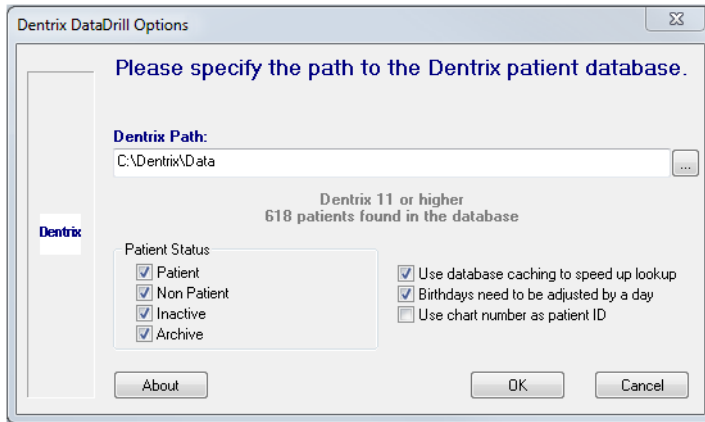 Dentrix DataDrill Options
Please specify the path to the Dentrix patient database.
Dentrix Path:
C:\Dentrix\Data
...
Dentrix 11 or higher
618 patients found in the database
Dentrix
Patient Status
Patient
Non Patient
Inactive
Archive
Use database caching to speed up lookup
Birthdays need to be adjusted by a day
Use chart number as patient ID
About
OK
Cancel